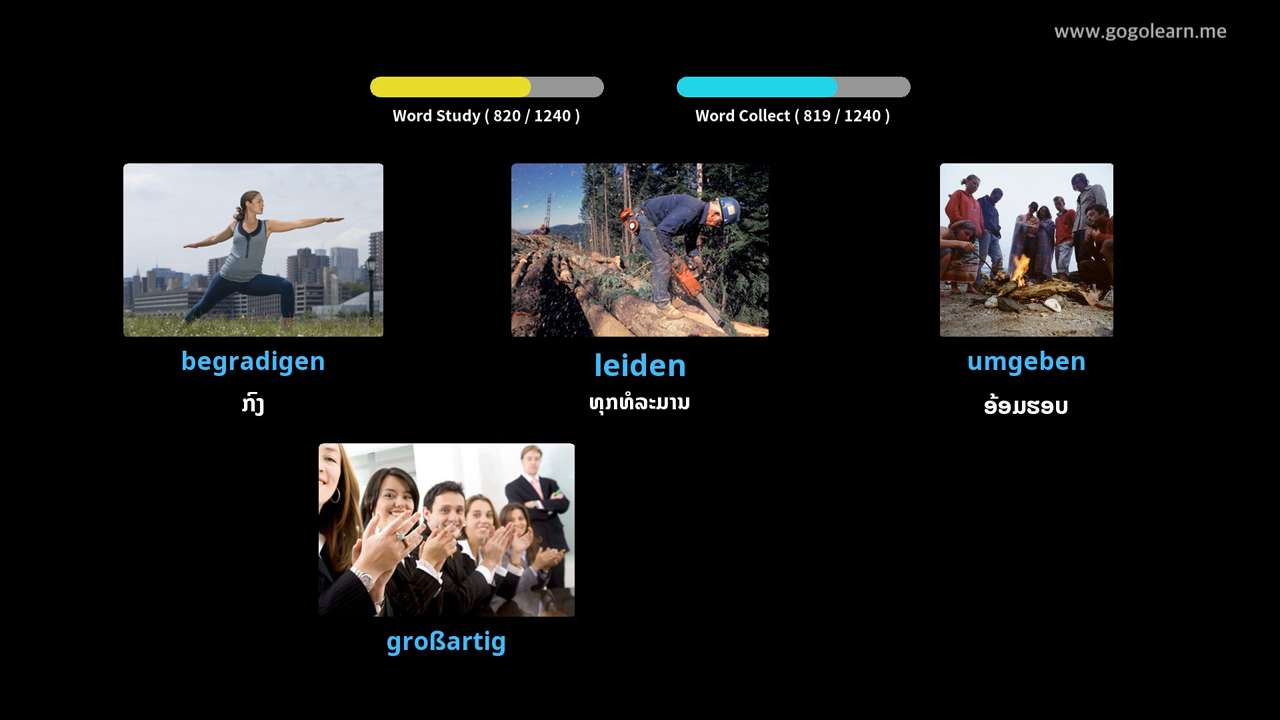 www.gogolearn.me
Word Study ( 820 / 1240 )
Word Collect ( 819 / 1240 )
begradigen
leiden
umgeben
ກົງ
ທຸກທໍລະມານ
ອ້ອມຮອບ
großartig